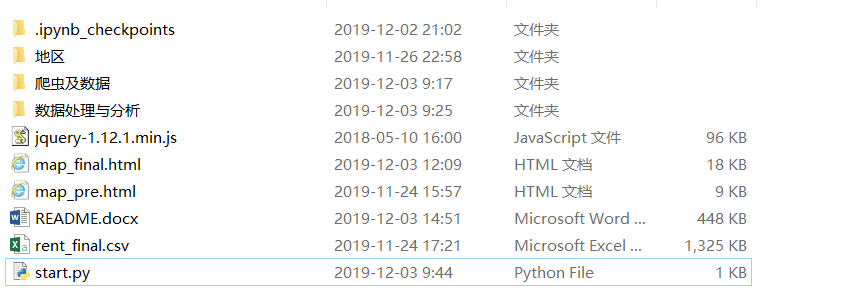 .ipynb_checkpoints 2019-12-02 21:02 文件夹
地区 2019-11-26 22:58 文件夹
爬虫及数据 2019-12-03 9:17 文件夹
数据处理与分析 2019-12-03 9:25 文件夹
jquery-1.12.1.min.js 2018-05-10 16:00 JavaScript 文件 96 KB
map_final.html 2019-12-03 12:09 HTML 文档 18 KB
map_pre.html 2019-11-24 15:57 HTML 文档 9 KB
README.docx 2019-12-03 14:51 Microsoft Word ... 448 KB
rent_final.csv 2019-11-24 17:21 Microsoft Excel ... 1,325 KB
start.py 2019-12-03 9:44 Python File 1 KB